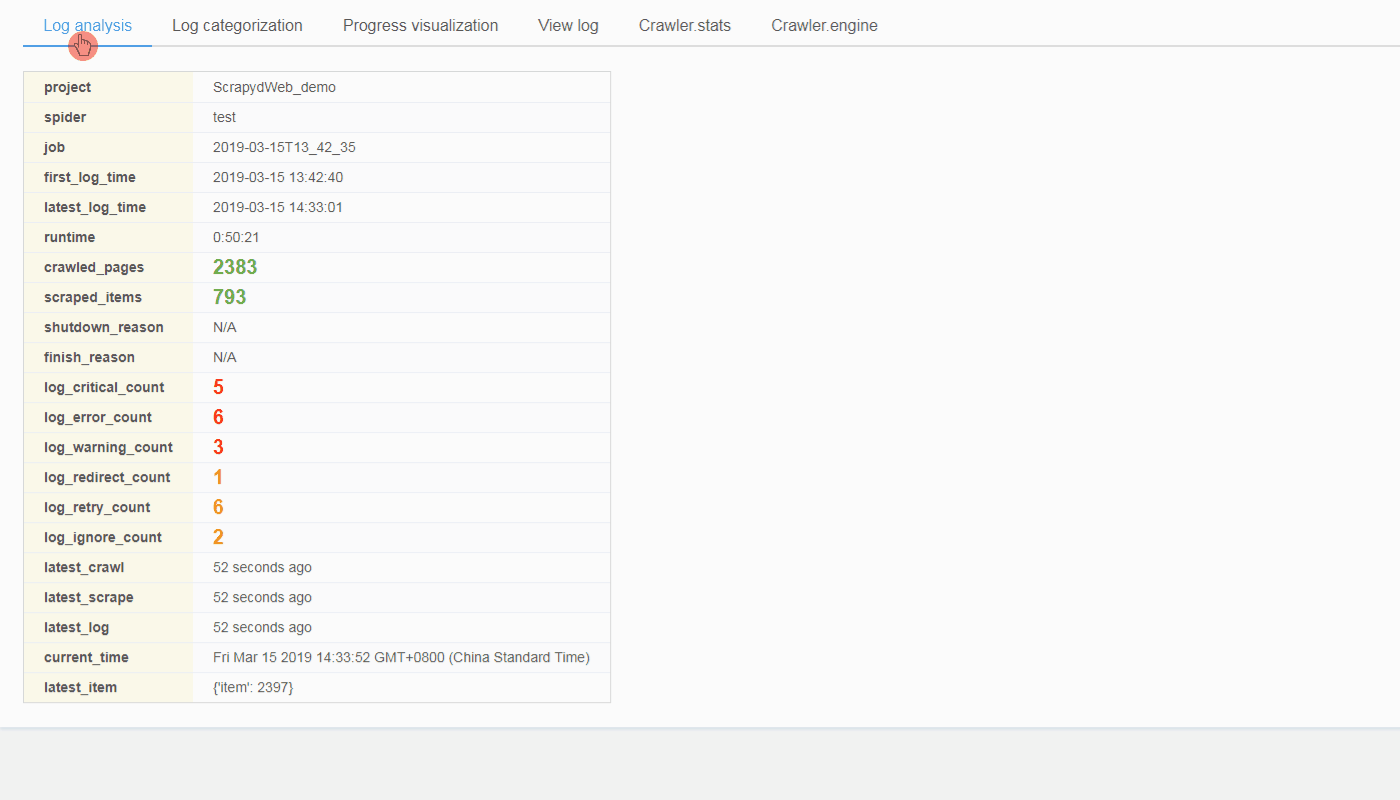 Log analysis Log categorization Progress visualization View log Crawler.stats Crawler.engine
project ScrapydWeb_demo
spider test
job 2019-03-15T13_42_35
first_log_time 2019-03-15 13:42:40
latest_log_time 2019-03-15 14:33:01
runtime 0:50:21
crawled_pages 2383
scraped_items 793
shutdown_reason N/A
finish_reason N/A
log_critical_count 5
log_error_count 6
log_warning_count 3
log_redirect_count 1
log_retry_count 6
log_ignore_count 2
latest_crawl 52 seconds ago
latest_scrape 52 seconds ago
latest_log 52 seconds ago
current_time Fri Mar 15 2019 14:33:52 GMT+0800 (China Standard Time)
latest_item {'item': 2397}